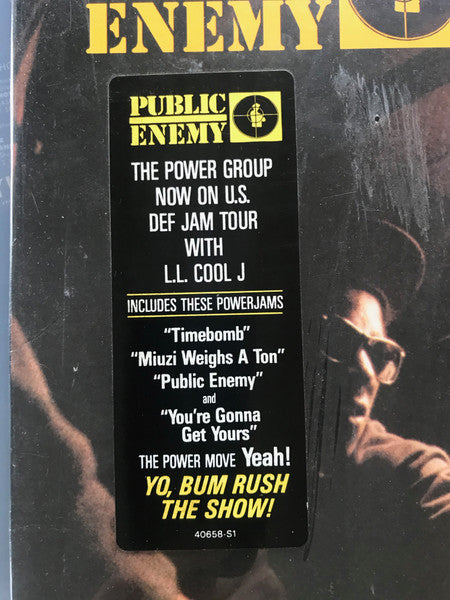 ENEMY
PUBLIC
ENEMY
THE POWER GROUP
NOW ON U.S.
DEF JAM TOUR
WITH
L.L. COOL J
INCLUDES THESE POWERJAMS
"Timebomb"
"Miuzi Weighs A Ton"
"Public Enemy"
and
"You're Gonna
Get Yours"
THE POWER MOVE Yeah!
YO, BUM RUSH
THE SHOW!
40658-S1